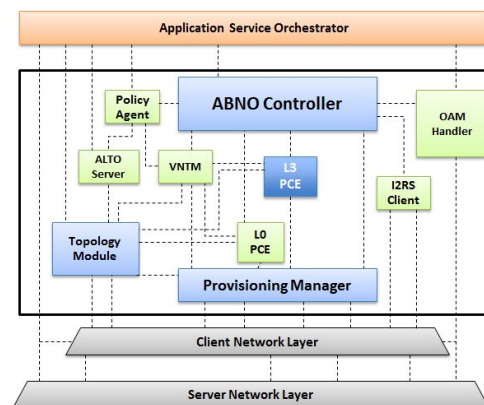 Application Service Orchestrator
Policy
Agent
ABNO Controller
OAM
Handler
ALTO
Server
VNTM
L3
PCE
I2RS
Client
L0
PCE
Topology
Module
Provisioning Manager
Client Network Layer
Server Network Layer